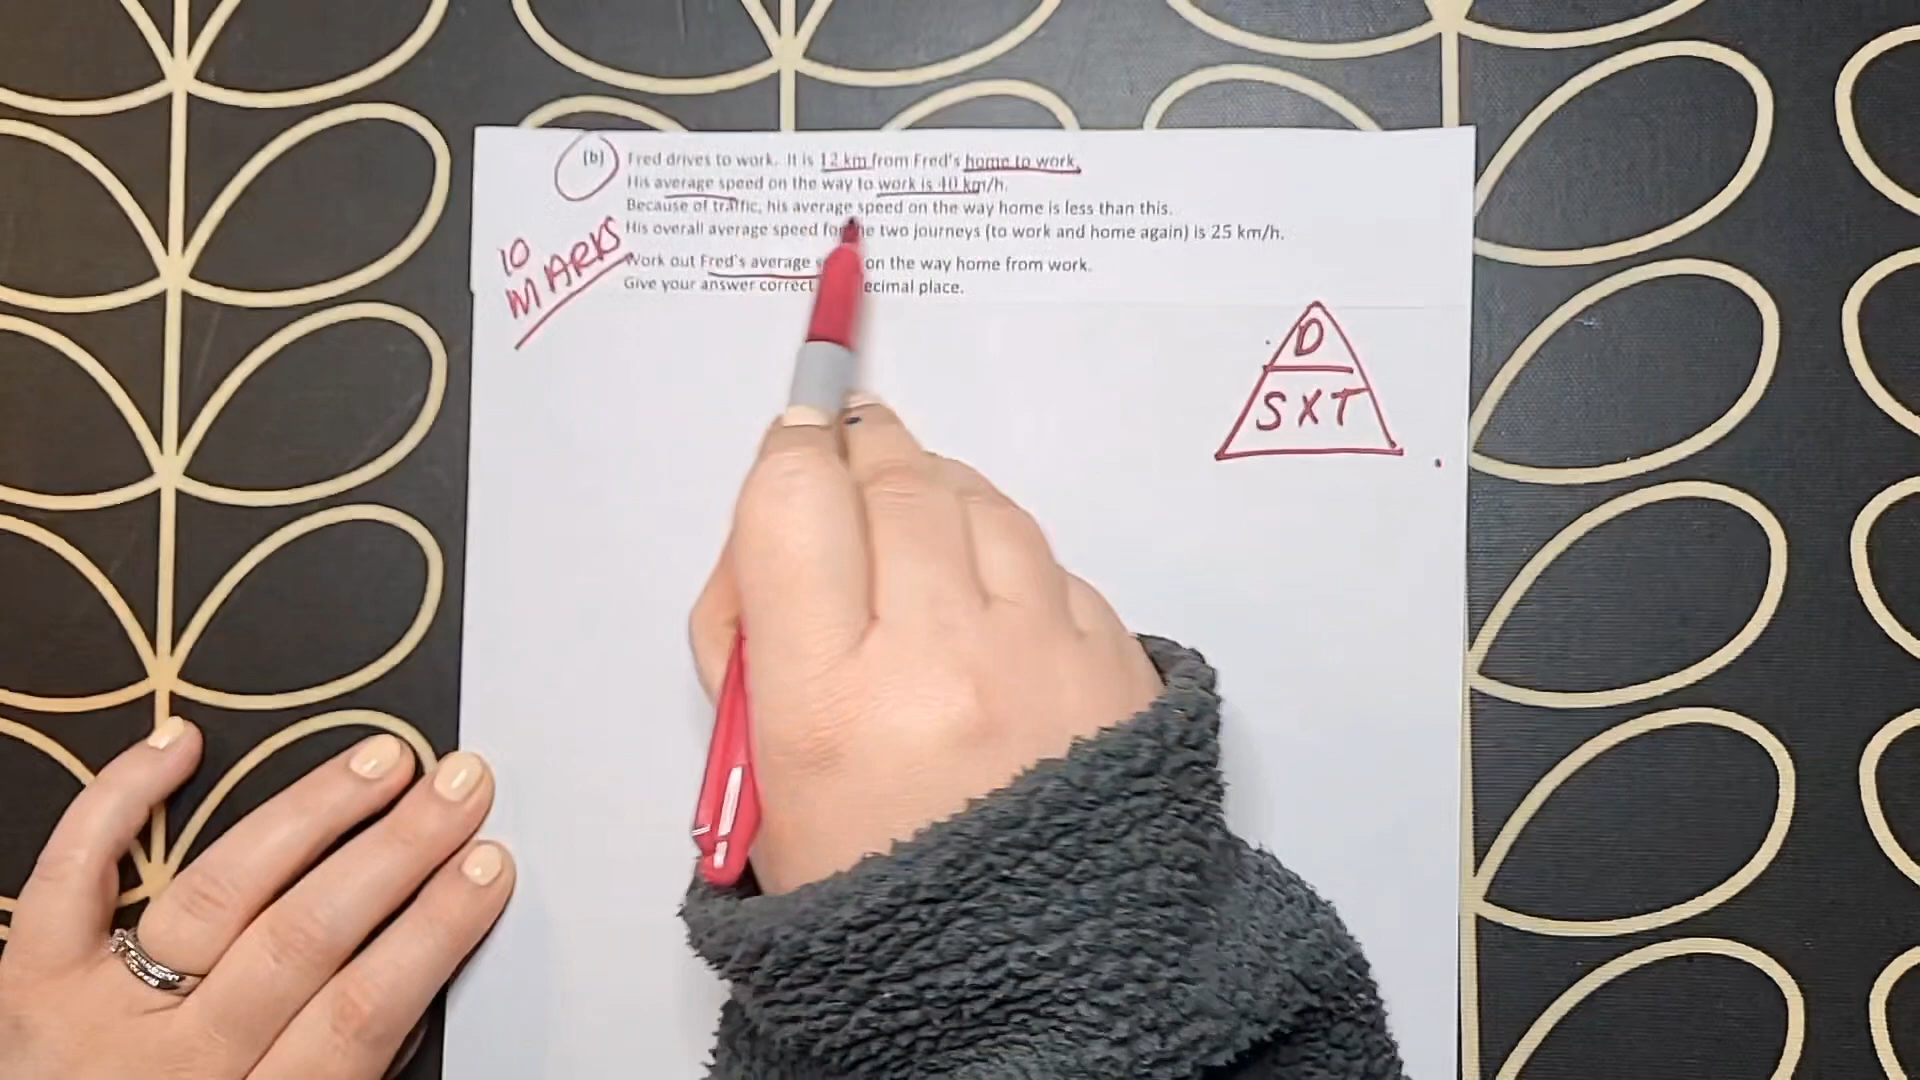 (b) Fred drives to work. It is 12 km from Fred's home to work.
His average speed on the way to work is 40 km/h.
Because of traffic, his average speed on the way home is less than this.
His overall average speed for the two journeys (to work and home again) is 25 km/h.
Work out Fred's average on the way home from work.
Give your answer correct decimal place.
10
MARKS
D
S X T